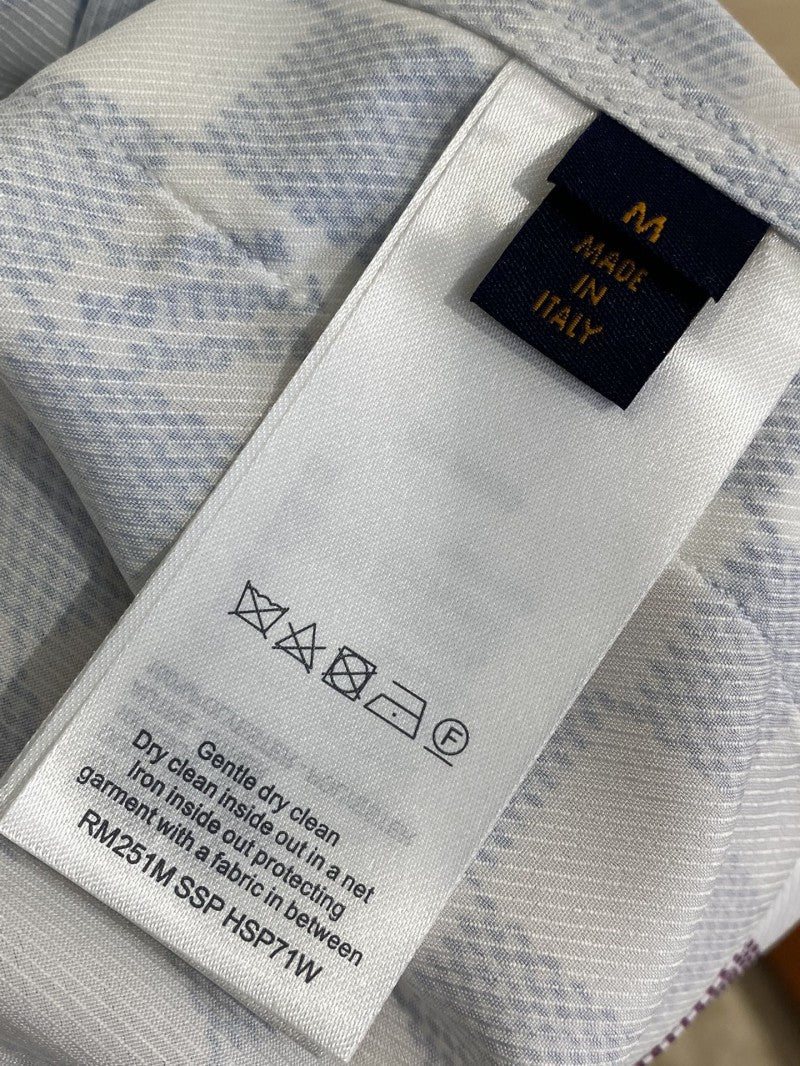 M
MADE
IN
ITALY
F
Gentle dry clean
Dry clean inside out in a net
Iron inside out protecting
garment with a fabric in between
RM251M SSP HSP71W